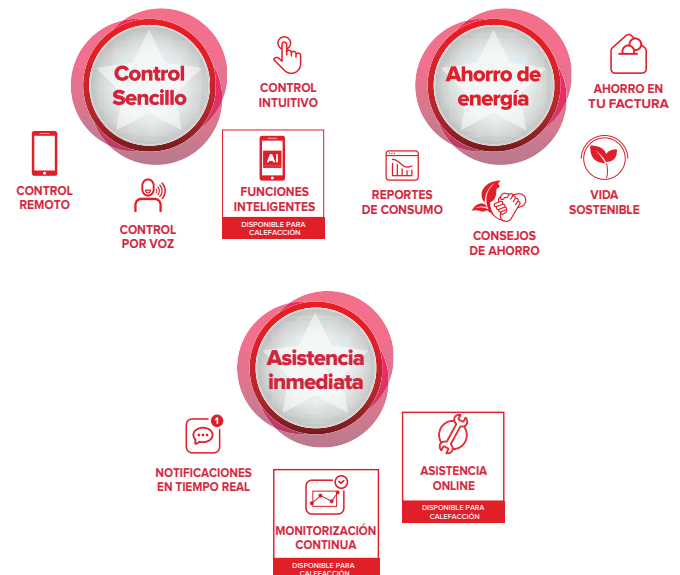 Control
Sencillo
CONTROL
INTUITIVO
CONTROL
REMOTO
CONTROL
POR VOZ
AI
FUNCIONES
INTELIGENTES
DISPONIBLE PARA
CALEFACCIÓN
Ahorro de
energía
AHORRO EN
TU FACTURA
REPORTES
DE CONSUMO
CONSEJOS
DE AHORRO
VIDA
SOSTENIBLE
Asistencia
inmediata
1
NOTIFICACIONES
EN TIEMPO REAL
MONITORIZACIÓN
CONTINUA
DISPONIBLE PARA
CALEFACCIÓN
ASISTENCIA
ONLINE
DISPONIBLE PARA
CALEFACCIÓN